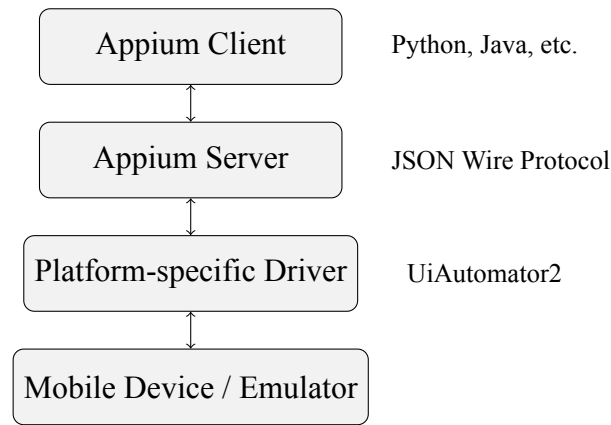 Appium Client
Python, Java, etc.
Appium Server
JSON Wire Protocol
Platform-specific Driver
UiAutomator2
Mobile Device / Emulator